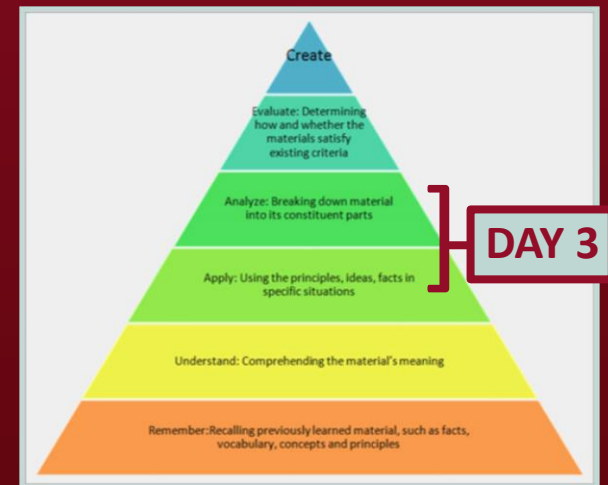 Create
Evaluate: Determining
how and whether the
materials satisfy
existing criteria
Analyze: Breaking down material
into its constituent parts
DAY 3
Apply: Using the principles, ideas, facts in
specific situations
Understand: Comprehending the material's meaning
Remember:Recalling previously learned material, such as facts,
vocabulary, concepts and principles